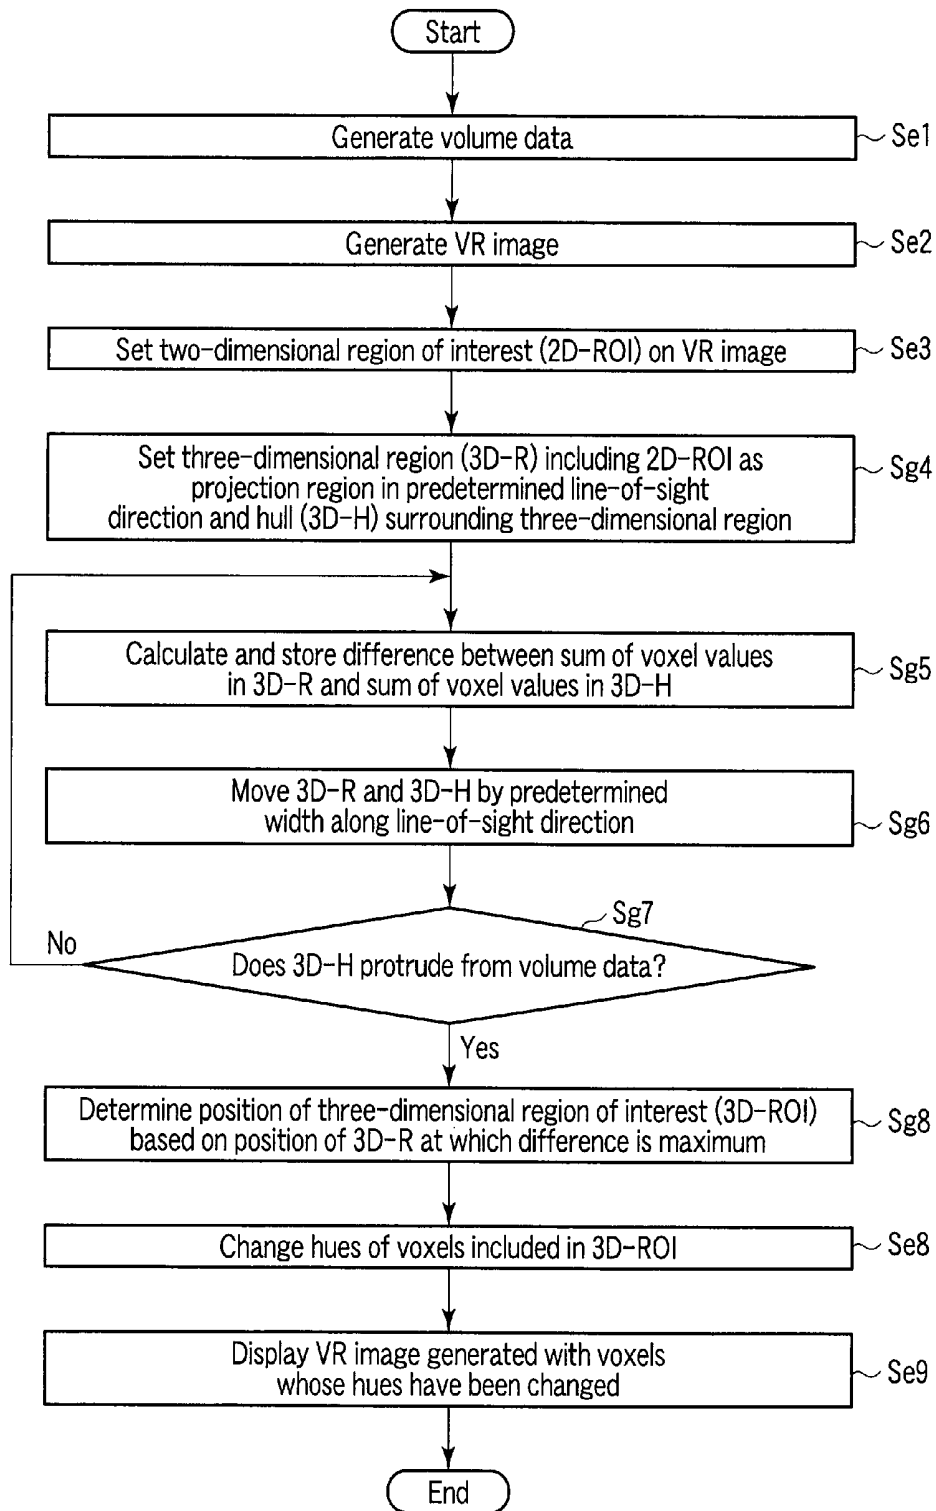 Start
Generate volume data
Se1
Generate VR image
Se2
Set two-dimensional region of interest (2D-ROI) on VR image
Se3
Set three-dimensional region (3D-R) including 2D-ROI as
projection region in predetermined line-of-sight
direction and hull (3D-H) surrounding three-dimensional region
Sg4
Calculate and store difference between sum of voxel values
in 3D-R and sum of voxel values in 3D-H
Sg5
Move 3D-R and 3D-H by predetermined
width along line-of-sight direction
Sg6
Sg7
No
Does 3D-H protrude from volume data?
Yes
Determine position of three-dimensional region of interest (3D-ROI)
based on position of 3D-R at which difference is maximum
Sg8
Change hues of voxels included in 3D-ROI
Se8
Display VR image generated with voxels
whose hues have been changed
Se9
End